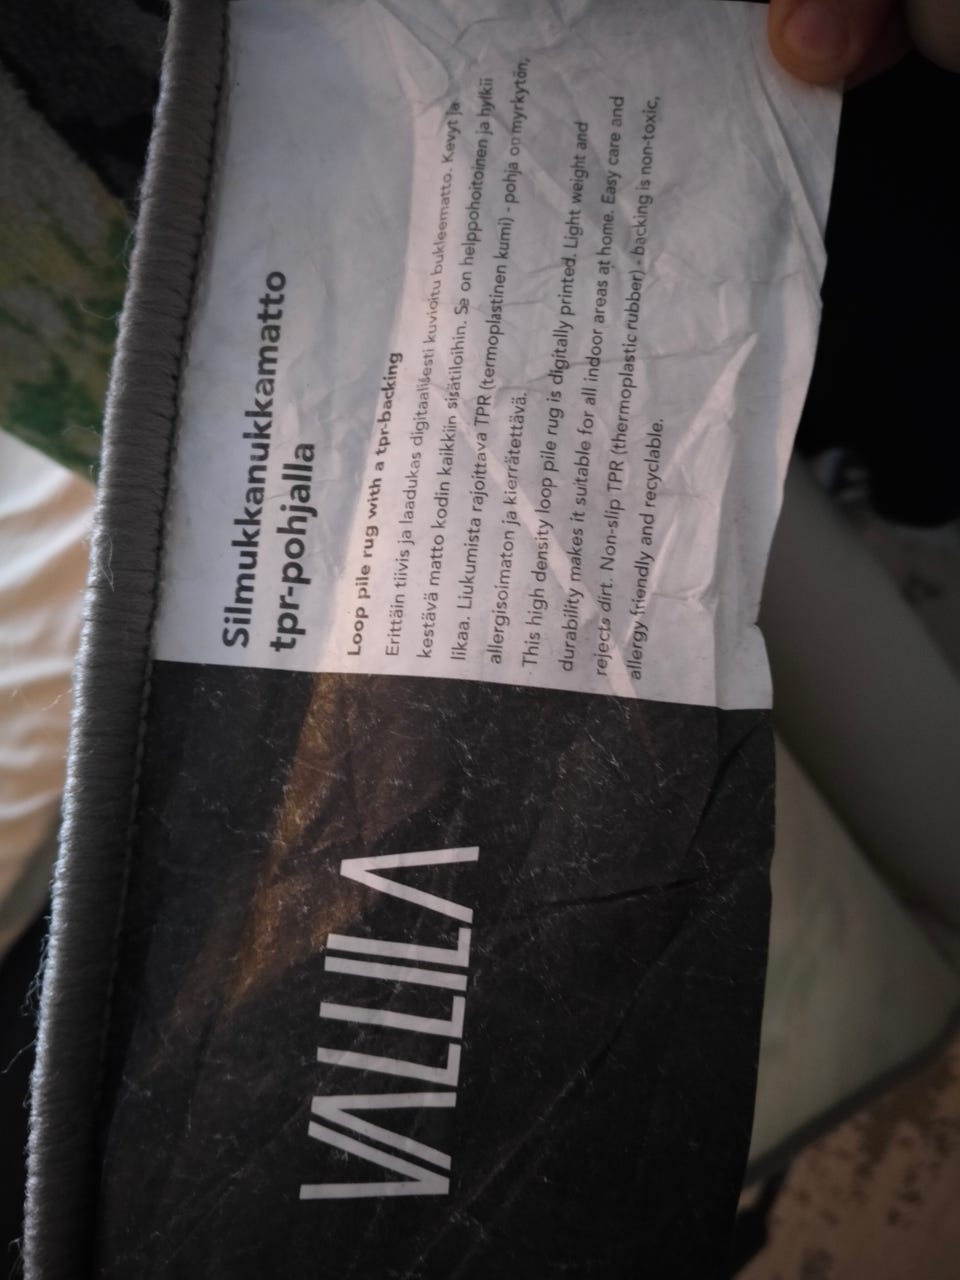 VALLILA
Silmukkanukkamatto
tpr-pohjalla
Loop pile rug with a tpr-backing
Erittäin tiivis ja laadukas digitaalisesti kuvioitu bukleematto. Kevyt ja
kestävä matto kodin kaikkiin sisätiloihin. Se on helppohoitoinen ja hylkii
likaa. Liukumista rajoittava TPR (termoplastinen kumi) - pohja on myrkytön,
allergisoimaton ja kierrätettävä.
This high density loop pile rug is digitally printed. Light weight and
durability makes it suitable for all indoor areas at home. Easy care and
rejects dirt. Non-slip TPR (thermoplastic rubber) - backing is non-toxic,
allergy friendly and recyclable.